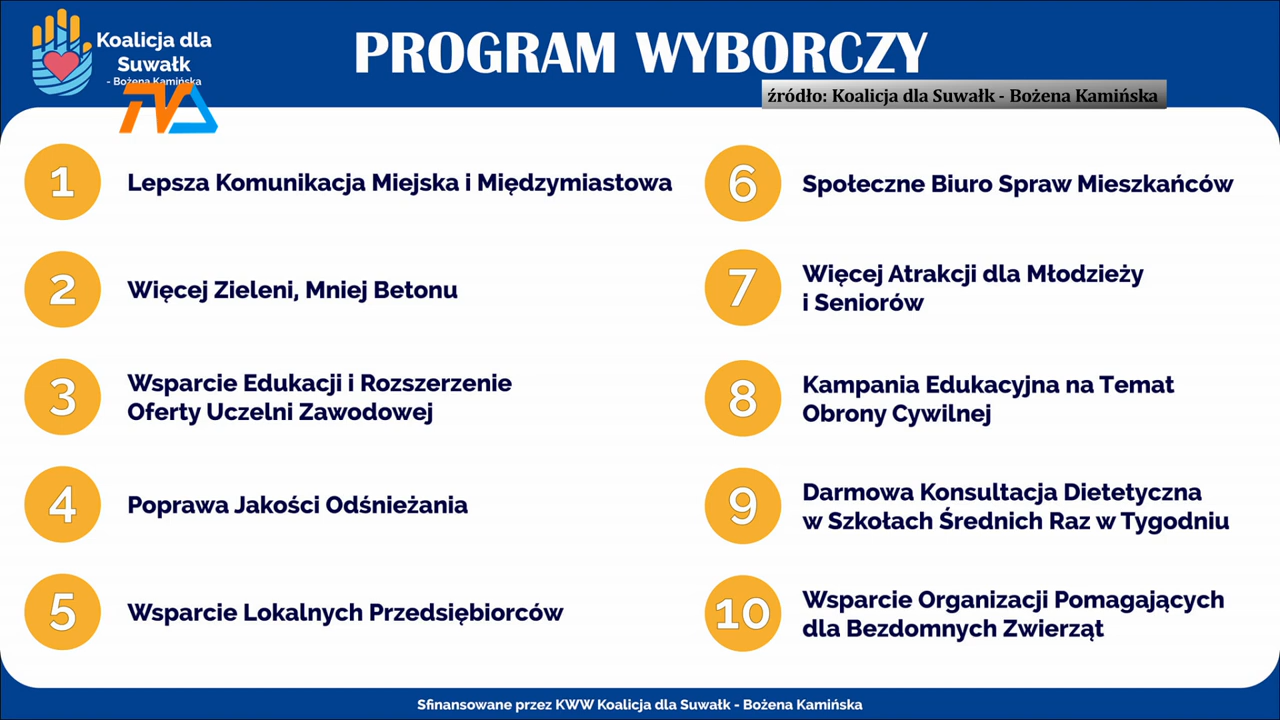 Koalicja dla
Suwałk
- Bożena Kamińska
TVA
PROGRAM WYBORCZY
źródło: Koalicja dla Suwałk - Bożena Kamińska
1
Lepsza Komunikacja Miejska i Międzymiastowa
2
Więcej Zieleni, Mniej Betonu
3
Wsparcie Edukacji i Rozszerzenie
Oferty Uczelni Zawodowej
4
Poprawa Jakości Odśnieżania
5
Wsparcie Lokalnych Przedsiębiorców
6
Społeczne Biuro Spraw Mieszkańców
7
Więcej Atrakcji dla Młodzieży
i Seniorów
8
Kampania Edukacyjna na Temat
Obrony Cywilnej
9
Darmowa Konsultacja Dietetyczna
w Szkołach Średnich Raz w Tygodniu
10
Wsparcie Organizacji Pomagających
dla Bezdomnych Zwierząt
Sfinansowane przez KWW Koalicja dla Suwałk - Bożena Kamińska